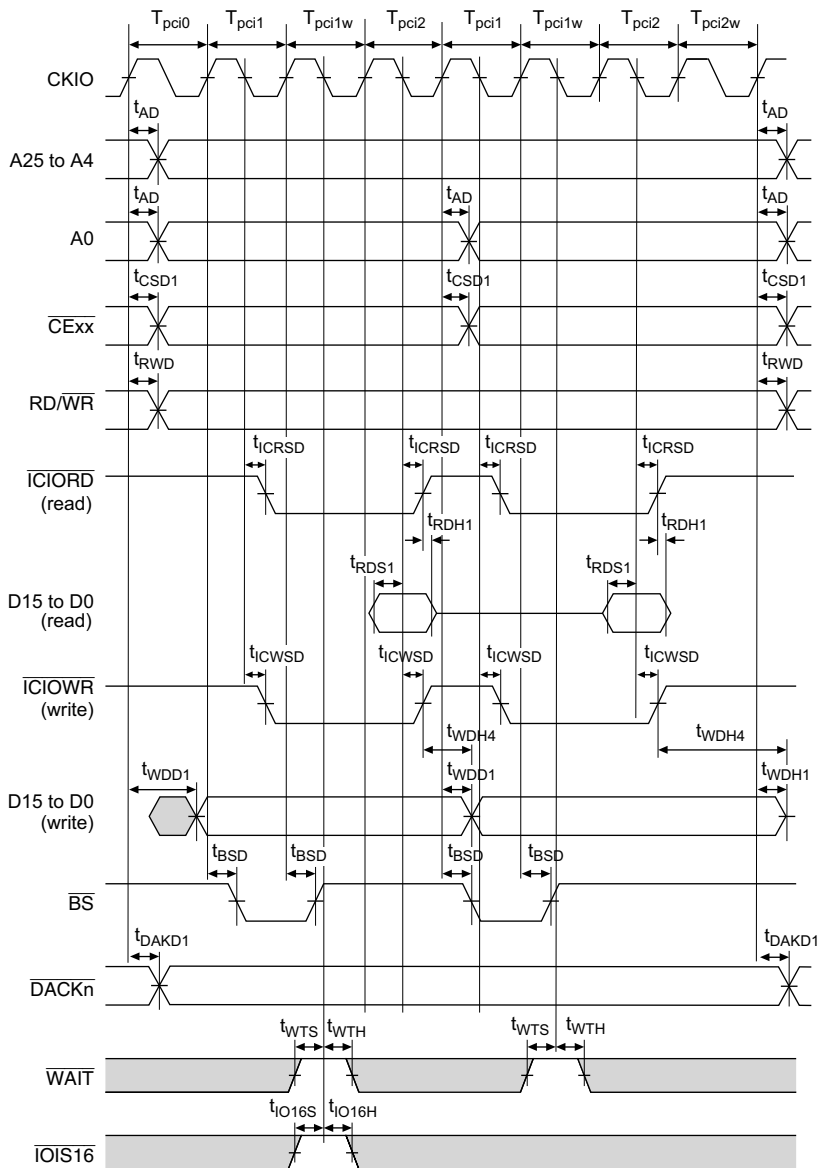 Tpci0 Tpci1 Tpci1w Tpci2 Tpci1 Tpci1w Tpci2 Tpci2w
CKIO
tAD tAD
A25 to A4
tAD tAD tAD
A0
tCSD1 tCSD1 tCSD1
CExx
tRWD tRWD
RD/WR
tICRSD tICRSD tICRSD tICRSD
ICIORD
(read)
tRDH1 tRDH1
tRDS1 tRDS1
D15 to D0
(read)
tICWSD tICWSD tICWSD tICWSD
ICIOWR
(write)
tWDH4 tWDH4
tWDD1 tWDD1 tWDH1
D15 to D0
(write)
tBSD tBSD tBSD tBSD
BS
tDAKD1 tDAKD1
DACKn
tWTS tWTH tWTS tWTH
WAIT
tIO16S tIO16H
IOIS16